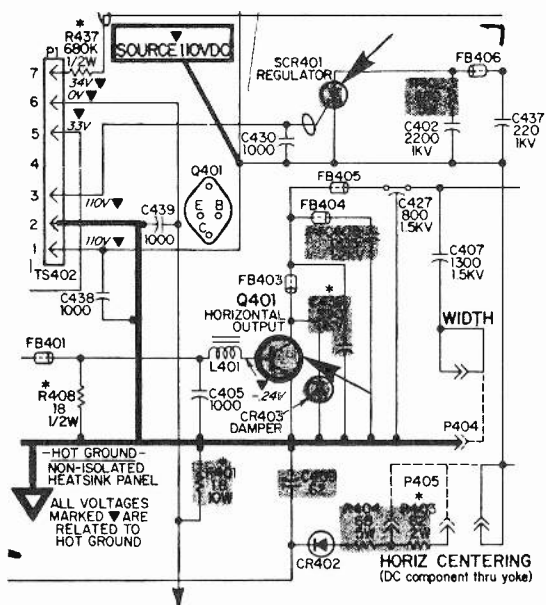 *
R437
680K
1/2W
P1
SOURCE 110VDC
SCR401
REGULATOR
FB406
7
34V
6
0V
5
33V
4
3
110V
2
1
110V
TS402
C430
1000
C402
2200
1KV
C437
220
1KV
Q401
E B
C
C439
1000
FB405
FB404
C427
800
1.5KV
C407
1300
1.5KV
FB403
C438
1000
Q401
HORIZONTAL
OUTPUT
*
WIDTH
FB401
L401
-.24V
*
R408
18
1/2W
C405
1000
CR403
DAMPER
P404
-HOT GROUND-
NON-ISOLATED
HEATSINK PANEL
R401
10W
P405
*
ALL VOLTAGES
MARKED ▼ ARE
RELATED TO
HOT GROUND
R404
CR402
HORIZ CENTERING
(DC component thru yoke)